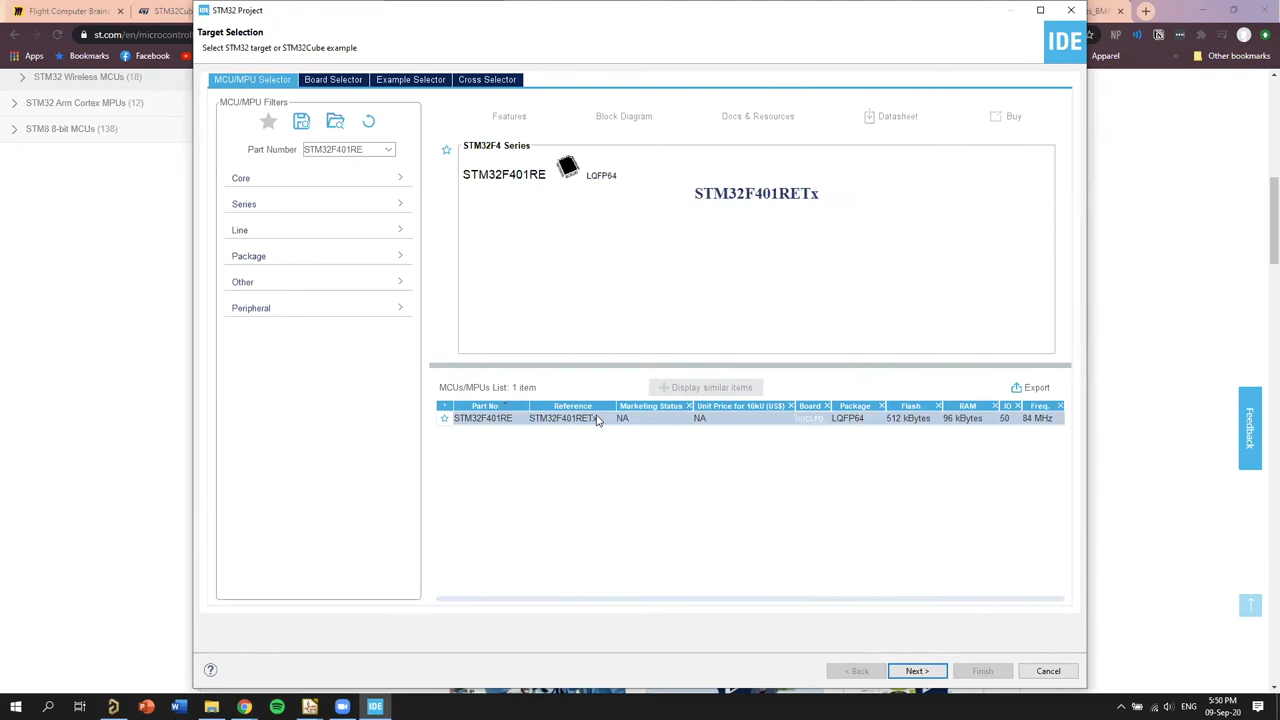 STM32 Project
Flight Computer Brains
STM32Cu
st.com/en/microcontrol
Apps
Bookmarks
Facebook
NP
Apparel
Other bookmarks
STM32 Wireless MCUs (18)
STM32 Arm Cortex MPUs (12)
STM8 8-bit MCUs (138)
Target Selection
Select STM32 target or STM32Cube example
IDE
MCU/MPU Selector
Board Selector
Example Selector
Cross Selector
MCU/MPU Filters
Part Number
STM32F401RE
Core
Series
Line
Package
Other
Peripheral
Features
Block Diagram
Docs & Resources
Datasheet
Buy
STM32F4 Series
STM32F401RE
LQFP64
STM32F401RETx
MCUs/MPUs List: 1 item
Display similar items
Export
* Part No Reference Marketing Status Unit Price for 10kU (US$) Board Package Flash RAM IO Freq.
STM32F401RE STM32F401RETx NA NA NUCLEO LQFP64 512 kBytes 96 kBytes 50 84 MHz
Feedback
< Back
Next >
Finish
Cancel
IDE
5:50 PM
09-Sep-20